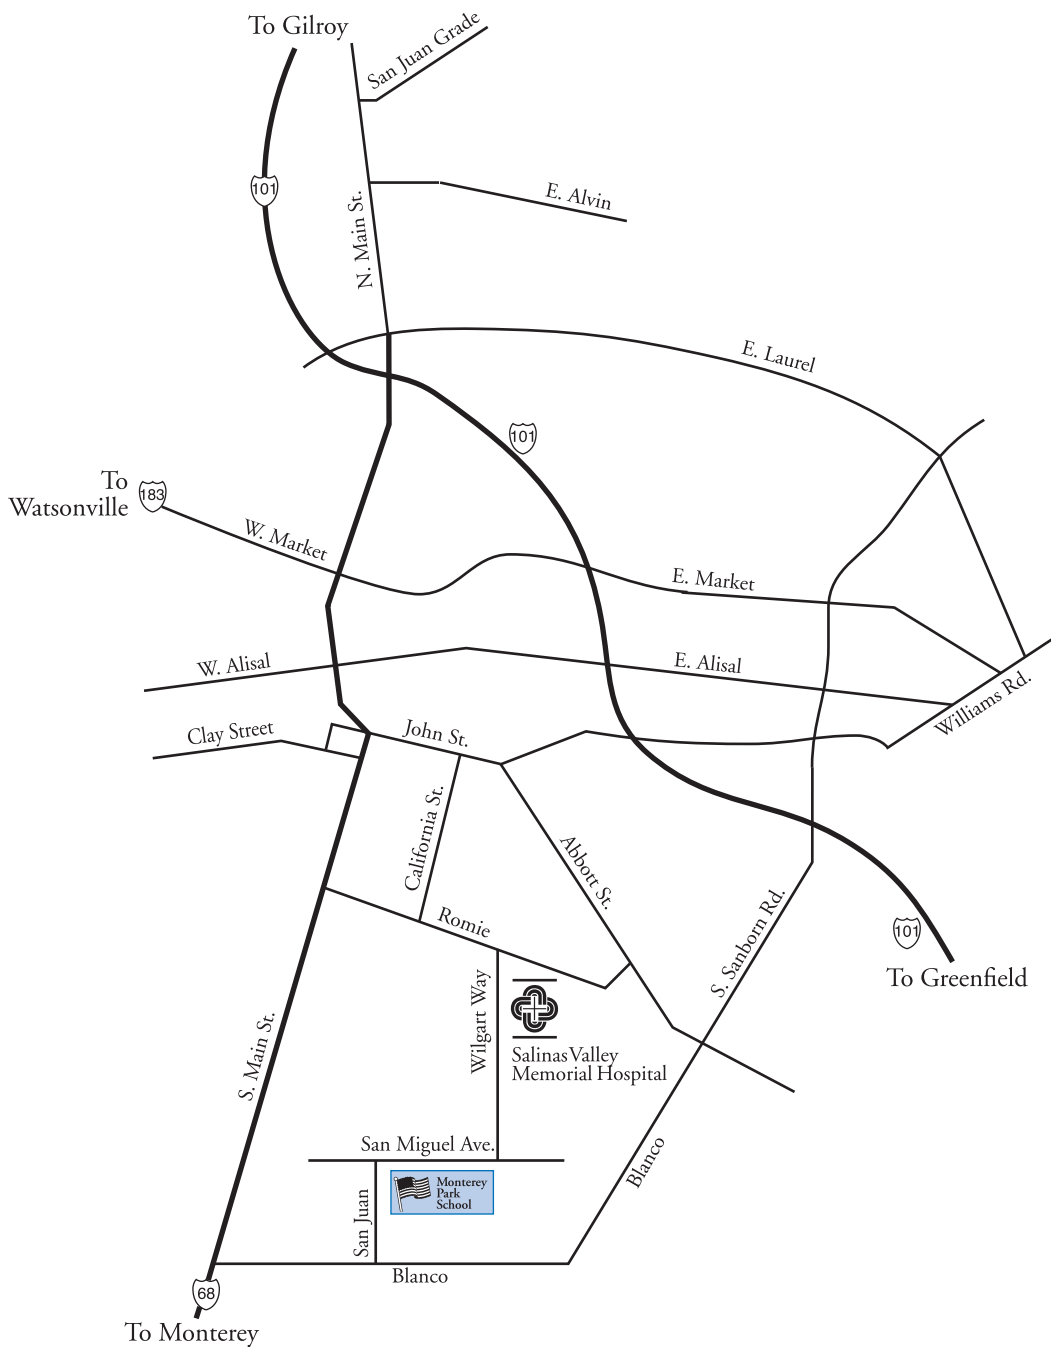 To Gilroy
San Juan Grade
101
E. Alvin
N. Main St.
E. Laurel
101
To
Watsonville
183
W. Market
E. Market
W. Alisal
E. Alisal
Williams Rd.
Clay Street
John St.
California St.
Abbott St.
Romie
S. Sanborn Rd.
101
To Greenfield
Wilgart Way
S. Main St.
Salinas Valley
Memorial Hospital
San Miguel Ave.
Blanco
Monterey
Park
School
San Juan
Blanco
68
To Monterey